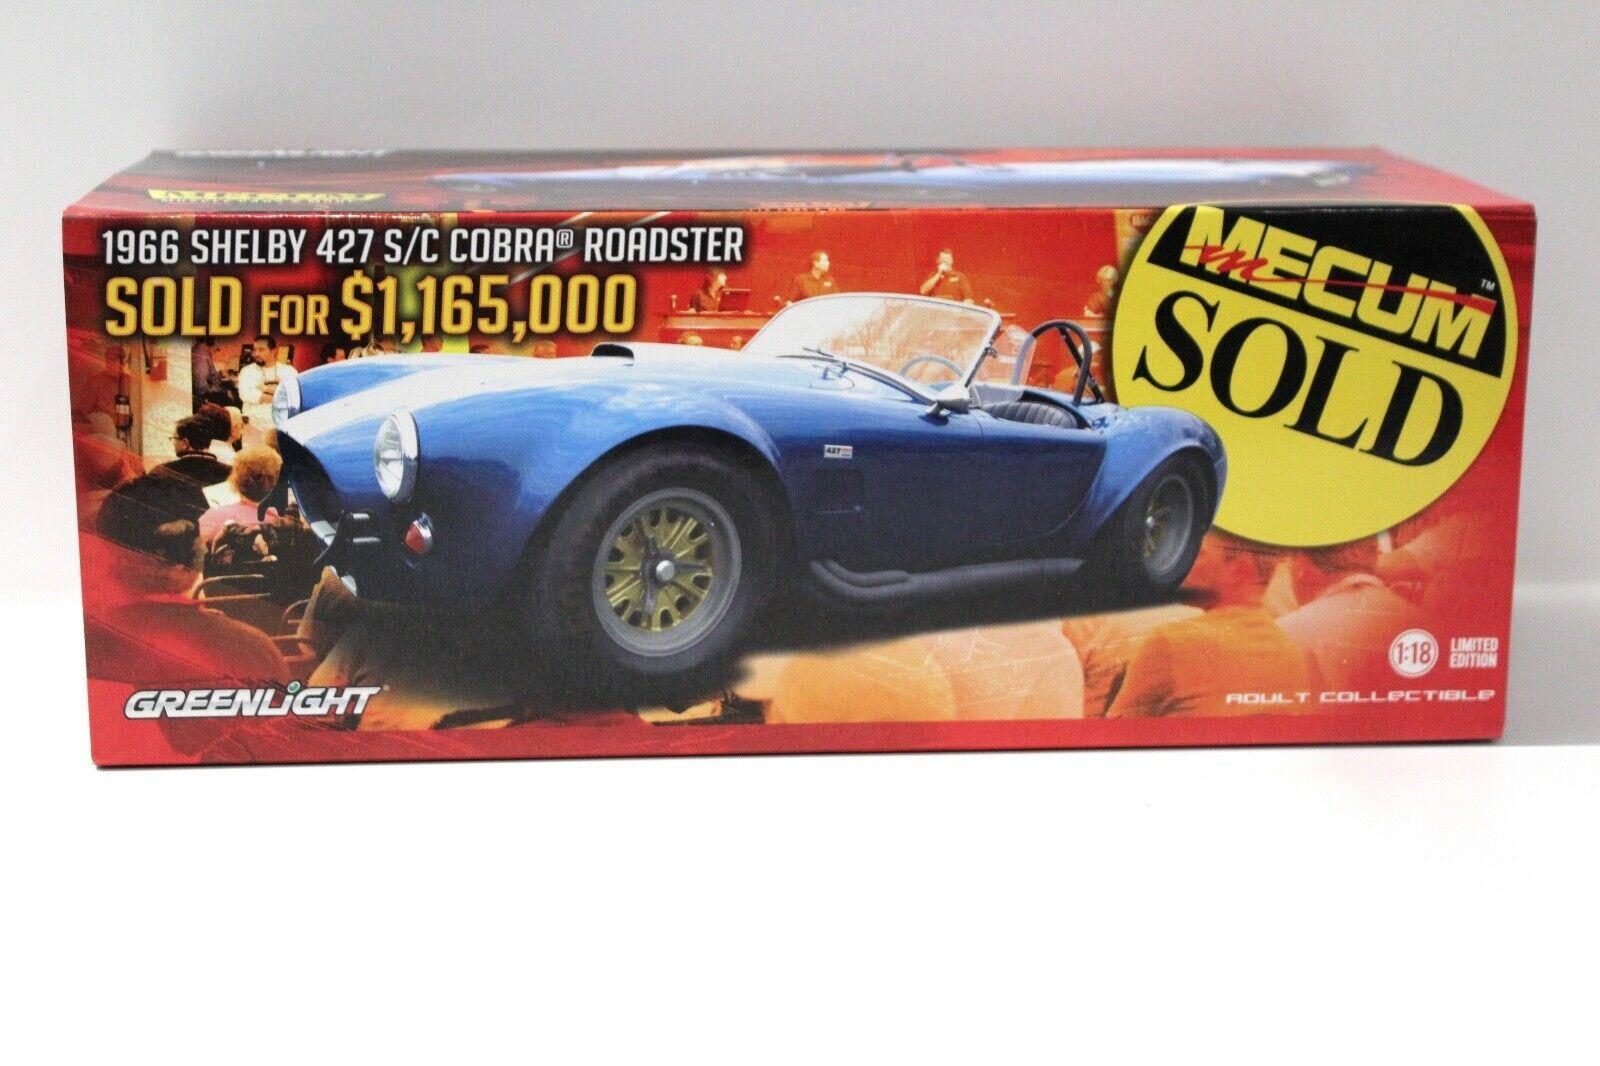 1966 SHELBY 427 S/C COBRA® ROADSTER
SOLD FOR $1,165,000
MECUM™
SOLD
427
GREENLIGHT®
1:18
LIMITED
EDITION
ADULT COLLECTIBLE